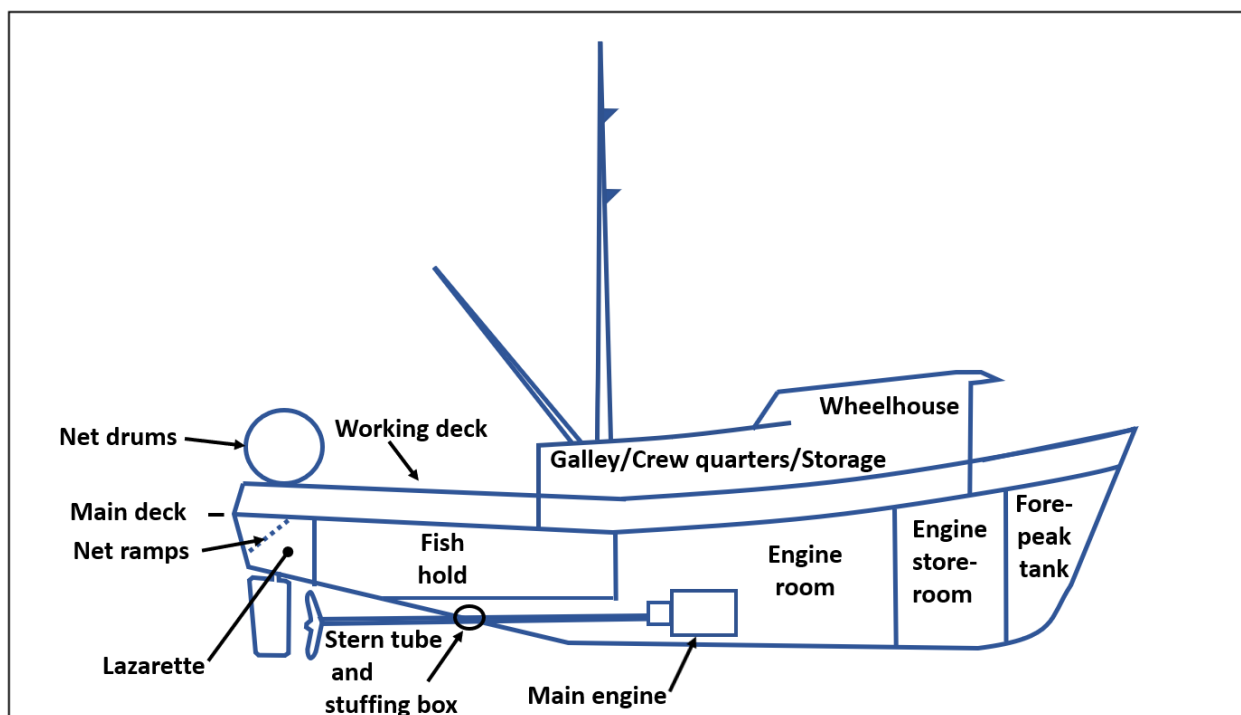 Wheelhouse
Net drums
Working deck
Galley/Crew quarters/Storage
Main deck
Net ramps
Fish
hold
Engine
room
Engine
store-
room
Fore-
peak
tank
Lazarette
Stern tube
and
stuffing box
Main engine